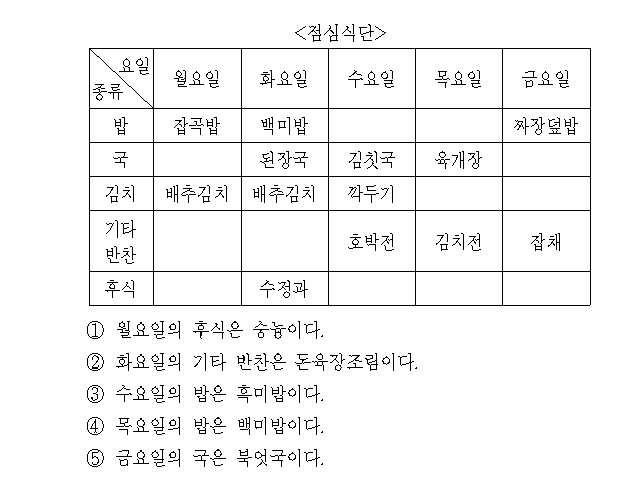 <점심식단>
요일
종류 월요일 화요일 수요일 목요일 금요일
밥 잡곡밥 백미밥 짜장덮밥
국 된장국 김칫국 육개장
김치 배추김치 배추김치 깍두기
기타
반찬 호박전 김치전 잡채
후식 수정과
① 월요일의 후식은 숭늉이다.
② 화요일의 기타 반찬은 돈육장조림이다.
③ 수요일의 밥은 흑미밥이다.
④ 목요일의 밥은 백미밥이다.
⑤ 금요일의 국은 북엇국이다.